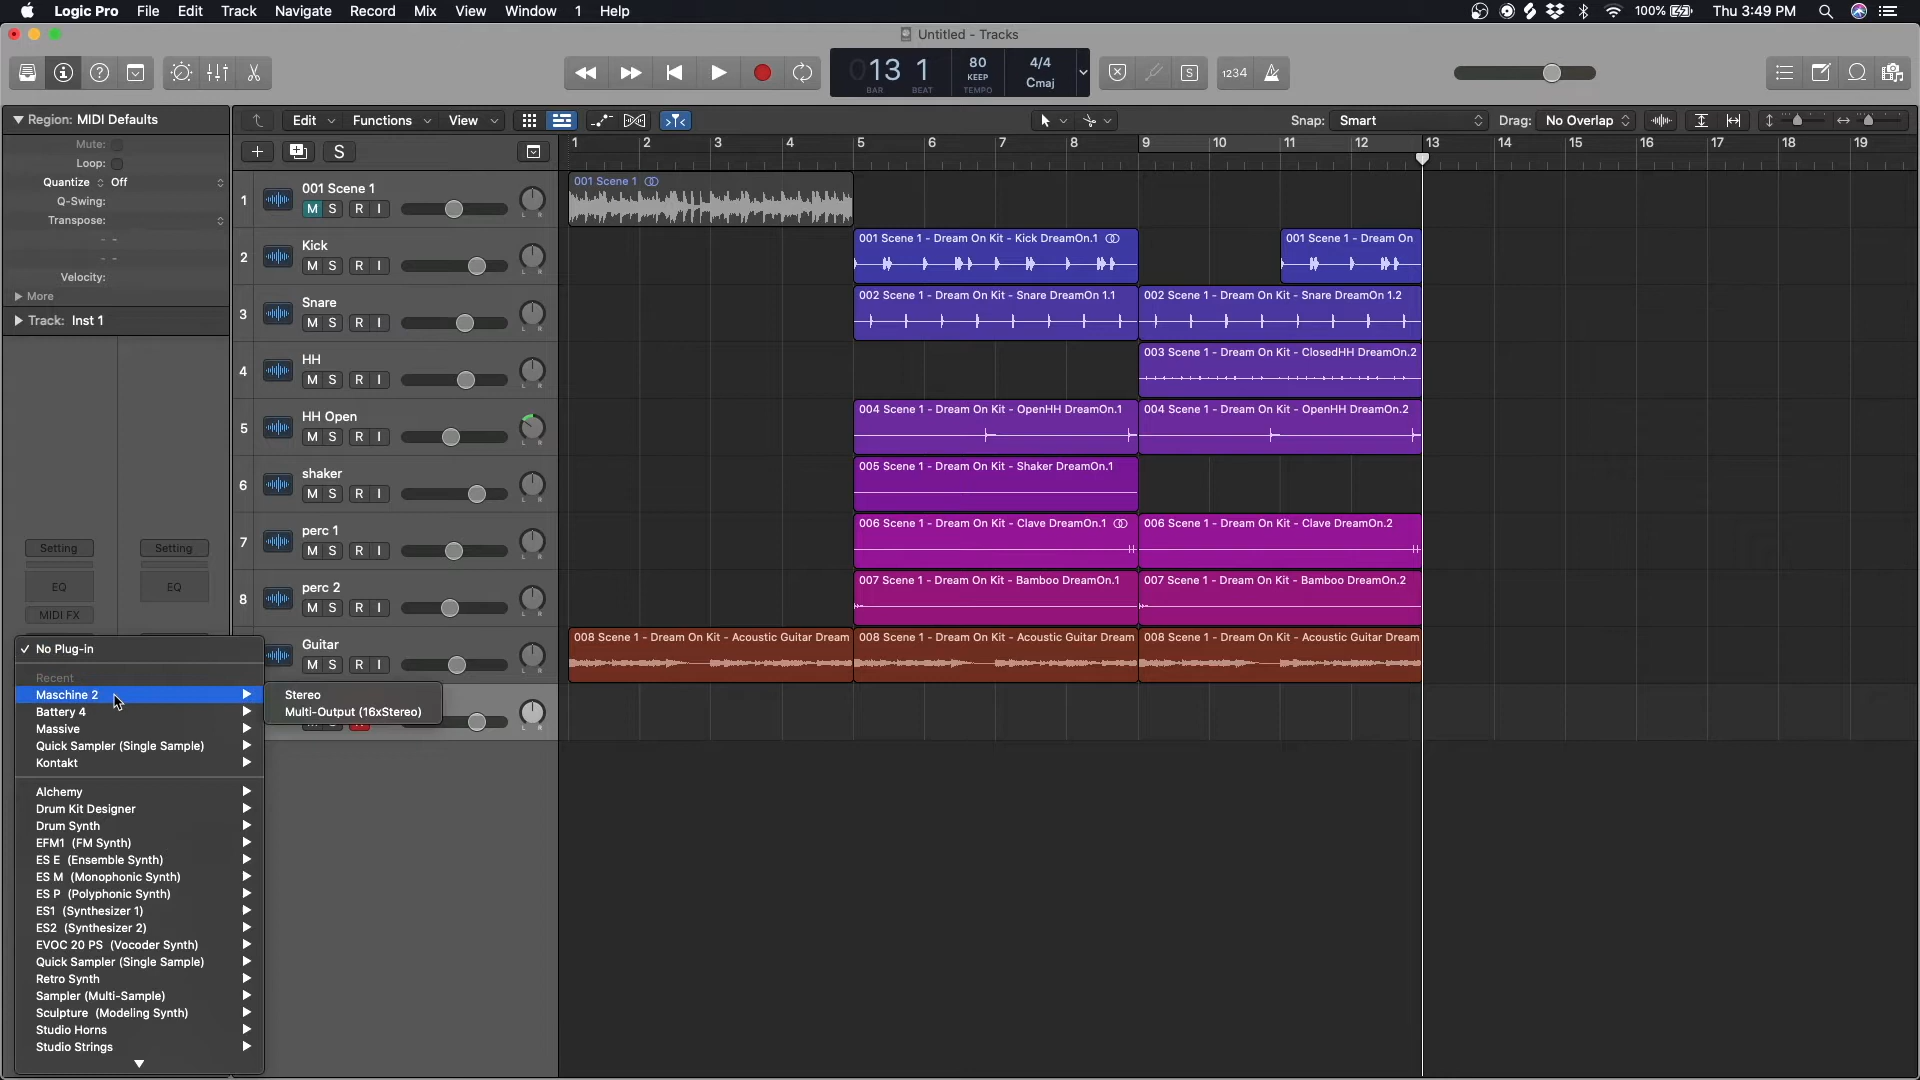 Logic Pro File Edit Track Navigate Record Mix View Window 1 Help 100% Thu 3:49 PM
Untitled - Tracks
013 1 80 KEEP 4/4 Cmaj 1234
BAR BEAT TEMPO
Region: MIDI Defaults
Edit Functions View Snap: Smart Drag: No Overlap
Mute:
Loop:
Quantize Off
Q-Swing:
Transpose:
Velocity:
More
Track: Inst 1
Setting Setting
EQ EQ
MIDI FX
S 1 2 3 4 5 6 7 8 9 10 11 12 13 14 15 16 17 18 19
1 001 Scene 1
M S R I L R
001 Scene 1
2 Kick
M S R I L R
001 Scene 1 - Dream On Kit - Kick DreamOn.1 001 Scene 1 - Dream On
3 Snare
M S R I L R
002 Scene 1 - Dream On Kit - Snare DreamOn 1.1 002 Scene 1 - Dream On Kit - Snare DreamOn 1.2
4 HH
M S R I L R
003 Scene 1 - Dream On Kit - ClosedHH DreamOn.2
5 HH Open
M S R I L R
004 Scene 1 - Dream On Kit - OpenHH DreamOn.1 004 Scene 1 - Dream On Kit - OpenHH DreamOn.2
6 shaker
M S R I L R
005 Scene 1 - Dream On Kit - Shaker DreamOn.1
7 perc 1
M S R I L R
006 Scene 1 - Dream On Kit - Clave DreamOn.1 006 Scene 1 - Dream On Kit - Clave DreamOn.2
8 perc 2
M S R I L R
007 Scene 1 - Dream On Kit - Bamboo DreamOn.1 007 Scene 1 - Dream On Kit - Bamboo DreamOn.2
Guitar
M S R I L R
008 Scene 1 - Dream On Kit - Acoustic Guitar Dream 008 Scene 1 - Dream On Kit - Acoustic Guitar Dream 008 Scene 1 - Dream On Kit - Acoustic Guitar Dream
L R
No Plug-in
Recent
Maschine 2
Battery 4
Massive
Quick Sampler (Single Sample)
Kontakt
Alchemy
Drum Kit Designer
Drum Synth
EFM1 (FM Synth)
ES E (Ensemble Synth)
ES M (Monophonic Synth)
ES P (Polyphonic Synth)
ES1 (Synthesizer 1)
ES2 (Synthesizer 2)
EVOC 20 PS (Vocoder Synth)
Quick Sampler (Single Sample)
Retro Synth
Sampler (Multi-Sample)
Sculpture (Modeling Synth)
Studio Horns
Studio Strings
Stereo
Multi-Output (16xStereo)